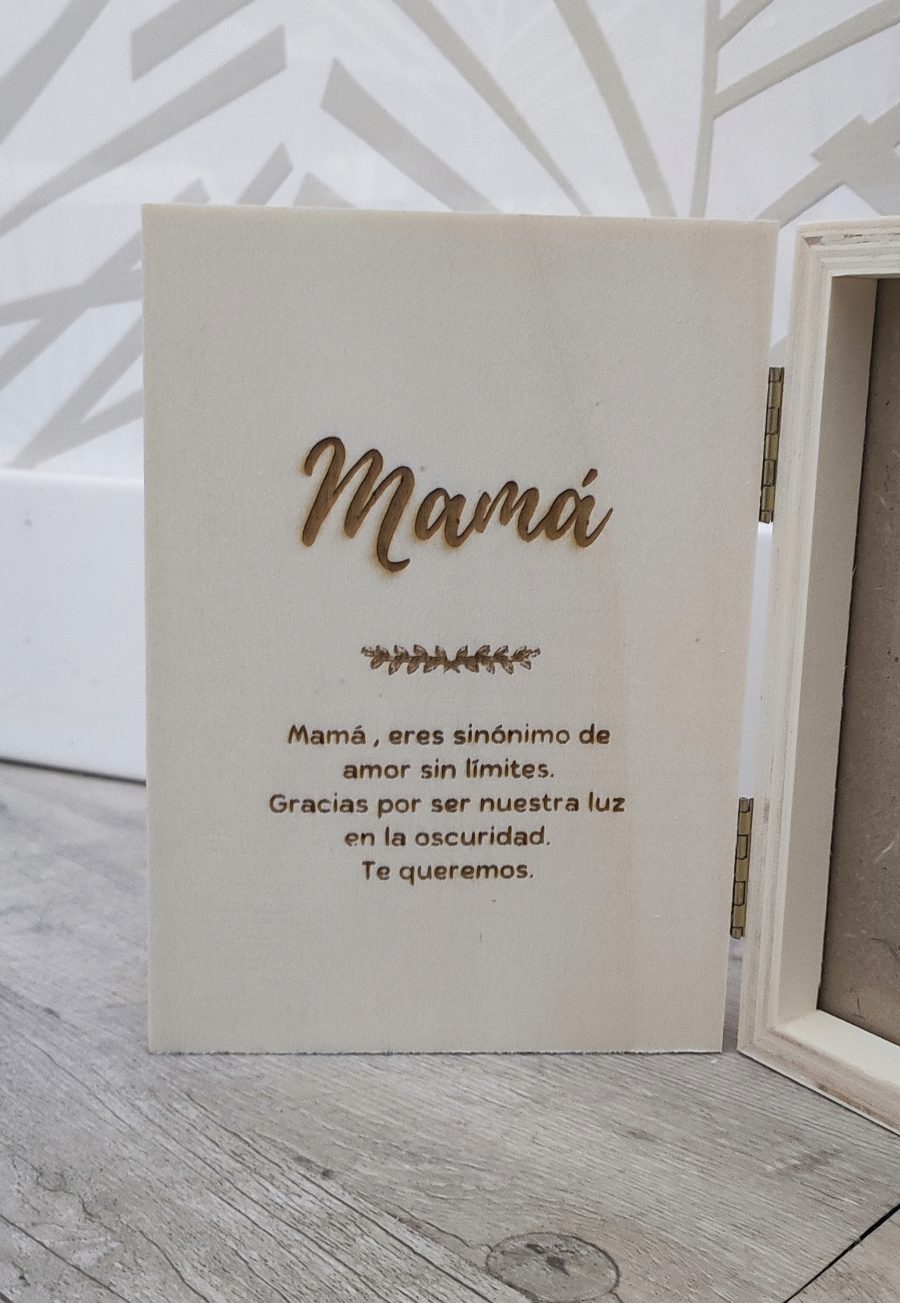 Mamá
Mamá , eres sinónimo de
amor sin límites.
Gracias por ser nuestra luz
en la oscuridad.
Te queremos.